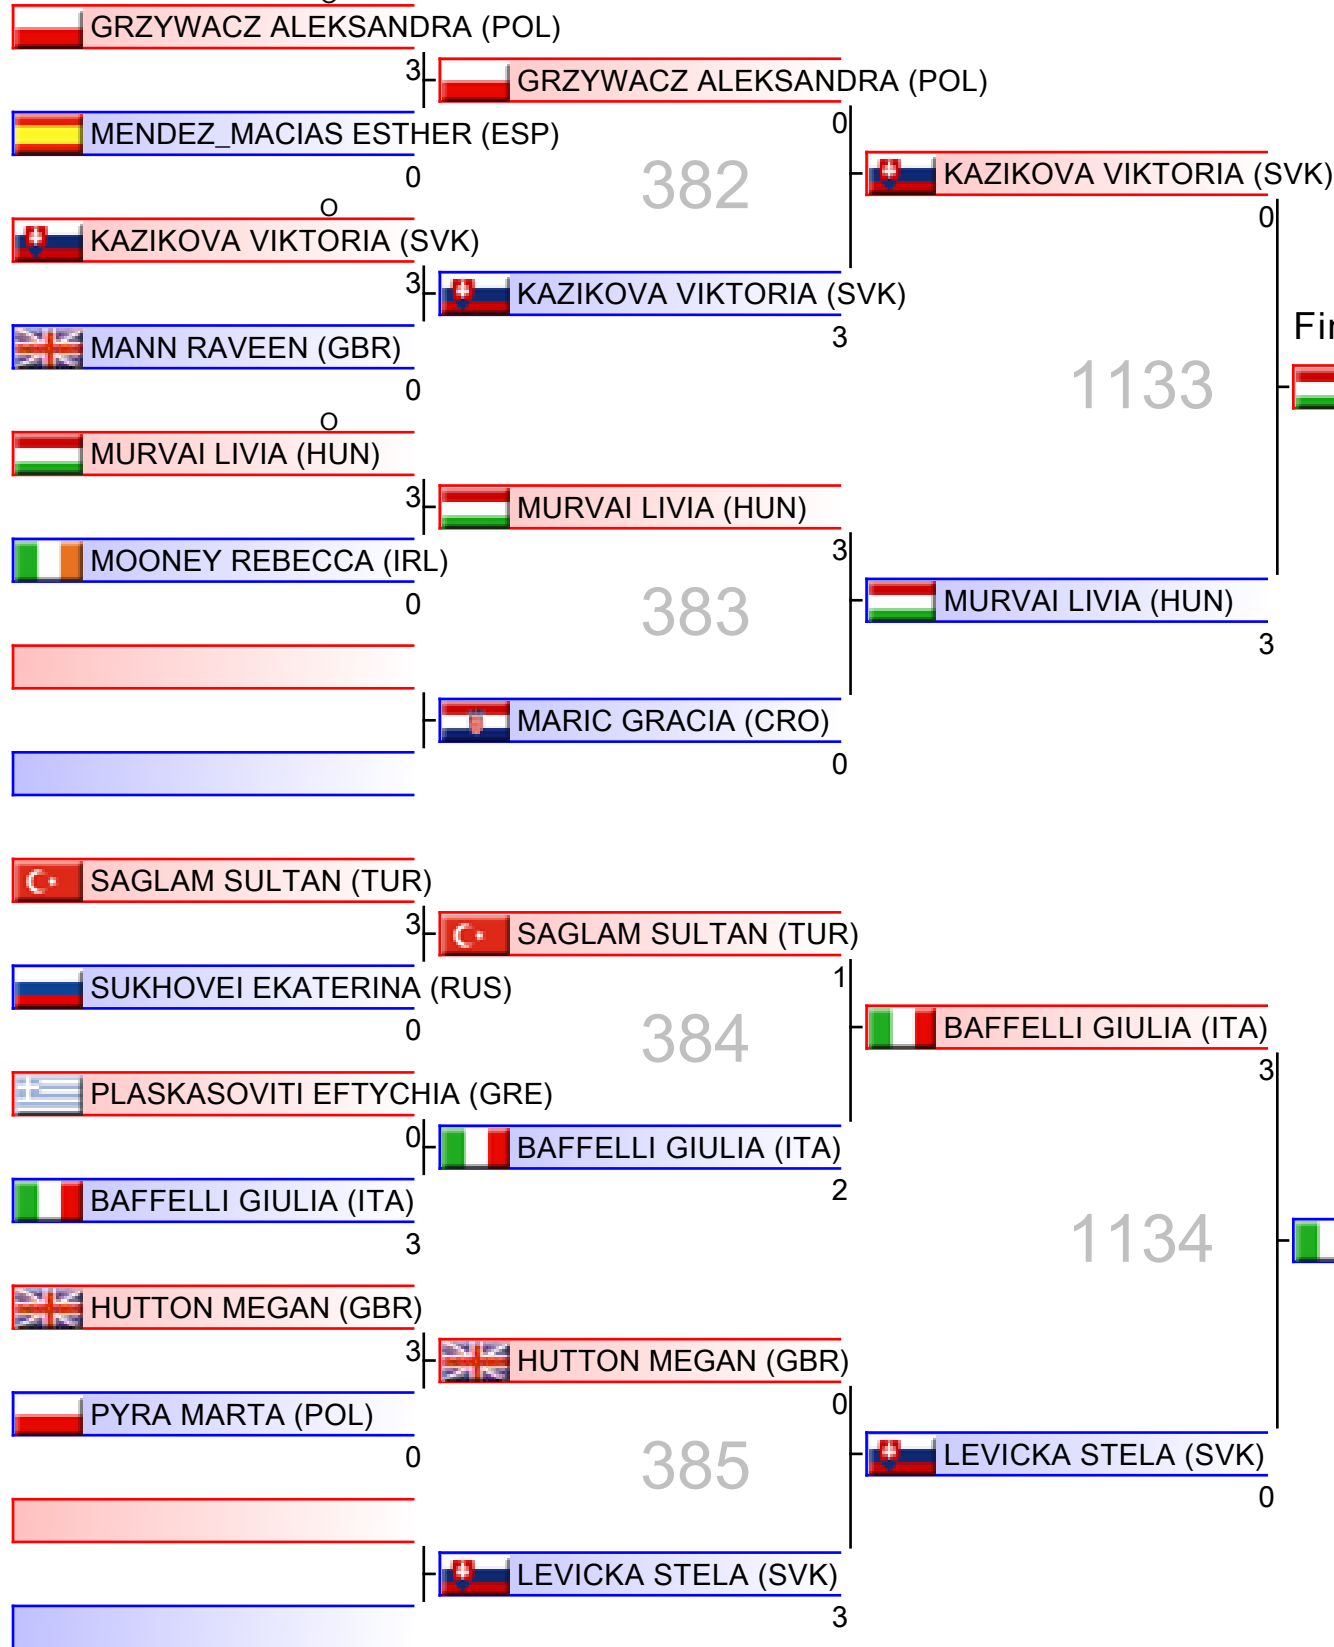 GRZYWACZ ALEKSANDRA (POL)
3
GRZYWACZ ALEKSANDRA (POL)
0
MENDEZ_MACIAS ESTHER (ESP)
0
382
KAZIKOVA VIKTORIA (SVK)
0
O
KAZIKOVA VIKTORIA (SVK)
3
KAZIKOVA VIKTORIA (SVK)
3
MANN RAVEEN (GBR)
0
1133
O
MURVAI LIVIA (HUN)
3
MURVAI LIVIA (HUN)
3
MOONEY REBECCA (IRL)
0
383
MURVAI LIVIA (HUN)
3
MARIC GRACIA (CRO)
0
SAGLAM SULTAN (TUR)
3
SAGLAM SULTAN (TUR)
1
SUKHOVEI EKATERINA (RUS)
0
384
BAFFELLI GIULIA (ITA)
3
PLASKASOVITI EFTYCHIA (GRE)
0
BAFFELLI GIULIA (ITA)
2
BAFFELLI GIULIA (ITA)
3
1134
HUTTON MEGAN (GBR)
3
HUTTON MEGAN (GBR)
0
PYRA MARTA (POL)
0
385
LEVICKA STELA (SVK)
0
LEVICKA STELA (SVK)
3